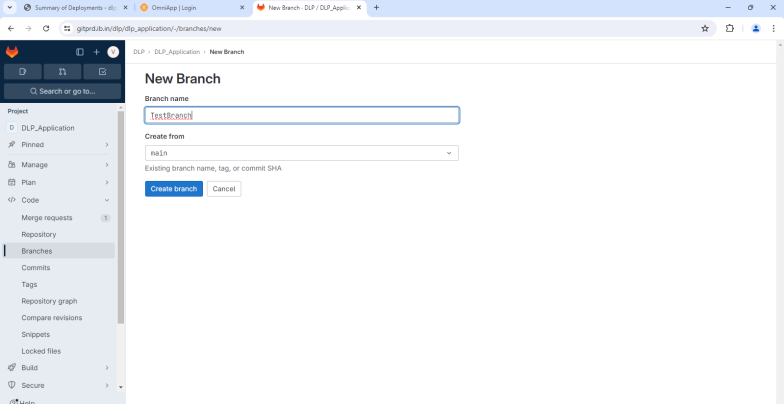 Summary of Deployments - dlp
OmniApp | Login
New Branch · DLP / DLP_Applic
gitprd.ib.in/dlp/dlp_application/-/branches/new
V
DLP › DLP_Application › New Branch
Search or go to...
Project
D DLP_Application
Pinned
Manage
Plan
Code
Merge requests 1
Repository
Branches
Commits
Tags
Repository graph
Compare revisions
Snippets
Locked files
Build
Secure
Help
New Branch
Branch name
TestBranch
Create from
main
Existing branch name, tag, or commit SHA
Create branch Cancel